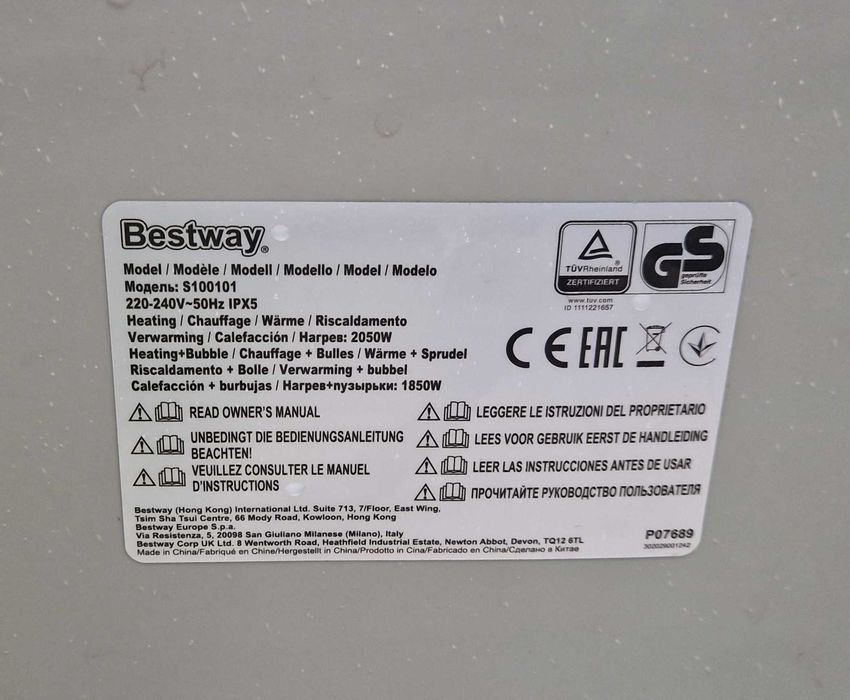 Bestway®
Model / Modèle / Modell / Modello / Model / Modelo
Модель: S100101
220-240V~50Hz IPX5
Heating / Chauffage / Wärme / Riscaldamento
Verwarming / Calefacción / Нагрев: 2050W
Heating+Bubble / Chauffage + Bulles / Wärme + Sprudel
Riscaldamento + Bolle / Verwarming + bubbel
Calefacción + burbujas / Нагрев+пузырьки: 1850W
TÜVRheinland
ZERTIFIZIERT
www.tuv.com
ID 1111221657
GS
geprüfte
Sicherheit
CE EAC
READ OWNER'S MANUAL
UNBEDINGT DIE BEDIENUNGSANLEITUNG
BEACHTEN!
VEUILLEZ CONSULTER LE MANUEL
D'INSTRUCTIONS
LEGGERE LE ISTRUZIONI DEL PROPRIETARIO
LEES VOOR GEBRUIK EERST DE HANDLEIDING
LEER LAS INSTRUCCIONES ANTES DE USAR
ПРОЧИТАЙТЕ РУКОВОДСТВО ПОЛЬЗОВАТЕЛЯ
Bestway (Hong Kong) International Ltd. Suite 713, 7/Floor, East Wing,
Tsim Sha Tsui Centre, 66 Mody Road, Kowloon, Hong Kong
Bestway Europe S.p.a.
Via Resistenza, 5, 20098 San Giuliano Milanese (Milano), Italy
Bestway Corp UK Ltd. 8 Wentworth Road, Heathfield Industrial Estate, Newton Abbot, Devon, TQ12 6TL
Made in China/Fabriqué en Chine/Hergestellt in China/Prodotto in Cina/Fabricado en China/Сделано в Китае
P07689
302029001242